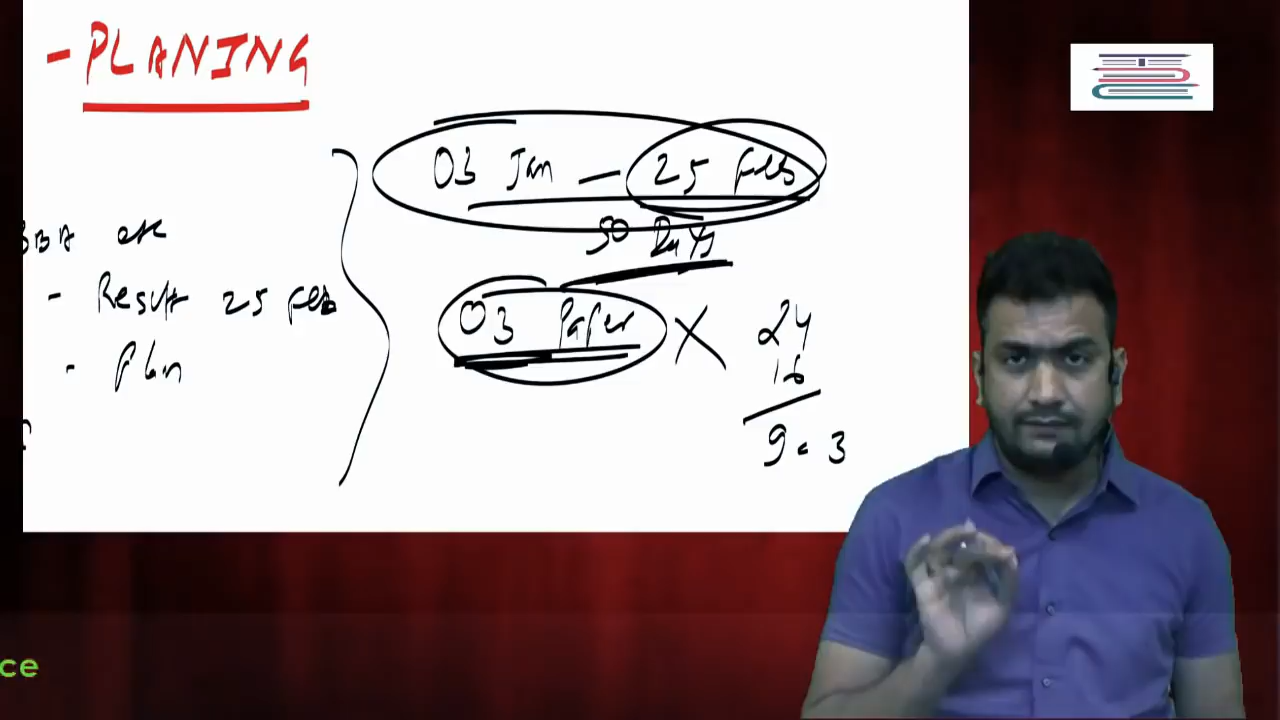 - PLANING
03 Jan - 25 Feb
50 Days
BBA etc
- Result 25 Feb
- Plan
03 Paper X 24
16
9.3
ce